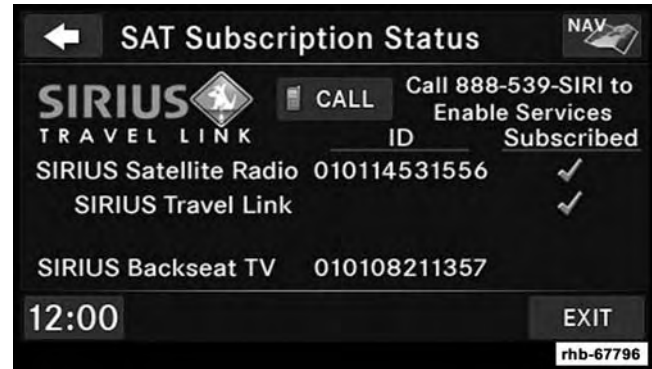 SAT Subscription Status
NAV
SIRIUS
TRAVEL LINK
CALL
Call 888-539-SIRI to
Enable Services
ID Subscribed
SIRIUS Satellite Radio 010114531556
SIRIUS Travel Link
SIRIUS Backseat TV 010108211357
12:00
EXIT
rhb-67796